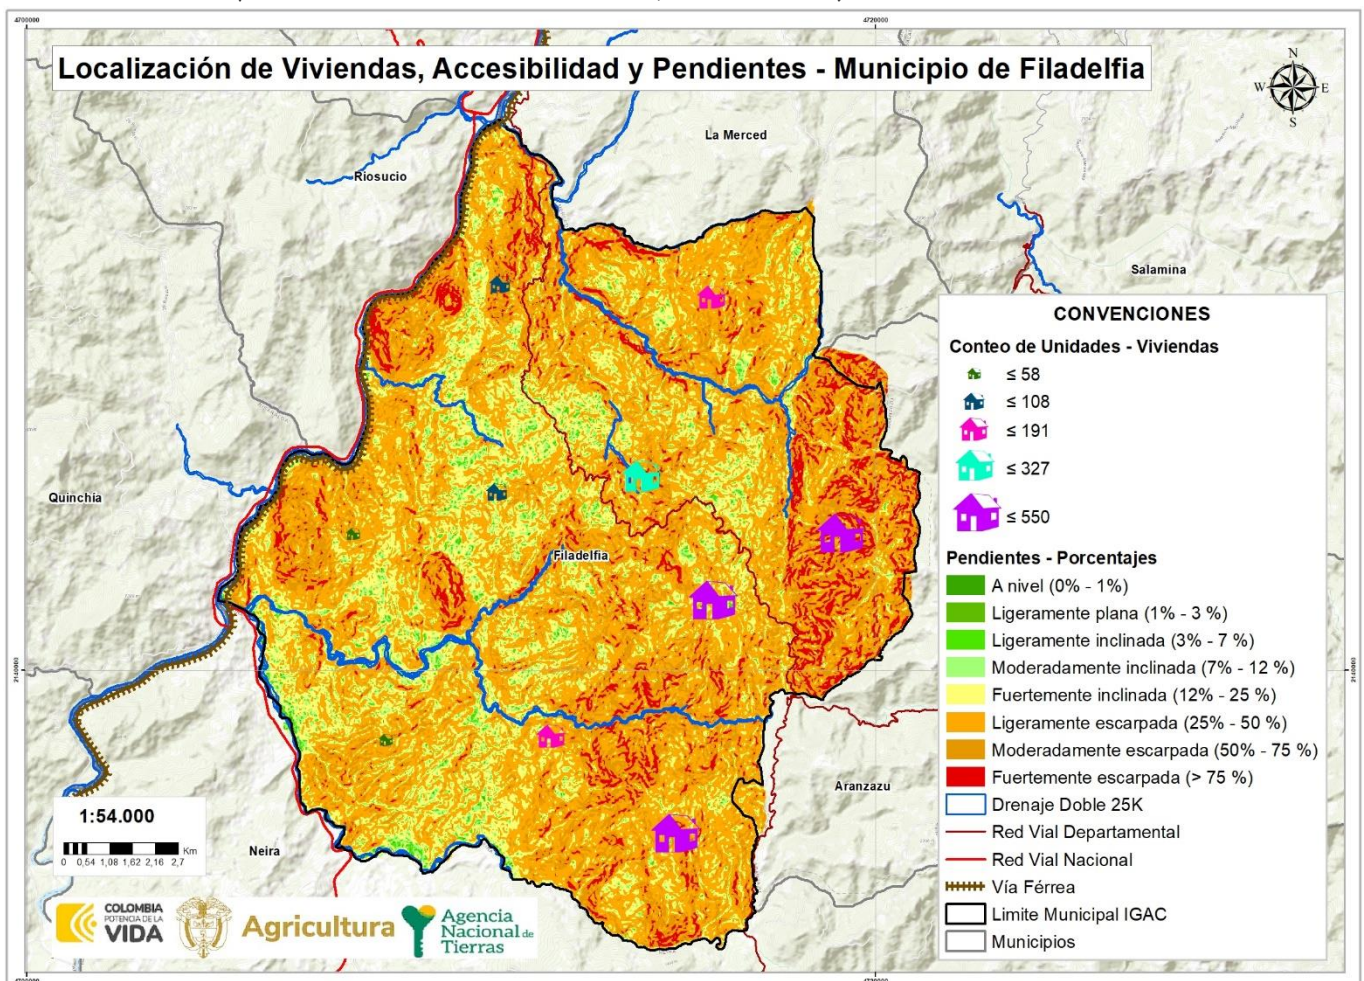 4700000
4720000
Localización de Viviendas, Accesibilidad y Pendientes - Municipio de Filadelfia
N
W E
S
La Merced
Riosucio
Salamina
Quinchía
Filadelfia
Aranzazu
Neira
CONVENCIONES
Conteo de Unidades - Viviendas
≤ 58
≤ 108
≤ 191
≤ 327
≤ 550
Pendientes - Porcentajes
A nivel (0% - 1%)
Ligeramente plana (1% - 3 %)
Ligeramente inclinada (3% - 7 %)
Moderadamente inclinada (7% - 12 %)
Fuertemente inclinada (12% - 25 %)
Ligeramente escarpada (25% - 50 %)
Moderadamente escarpada (50% - 75 %)
Fuertemente escarpada (> 75 %)
Drenaje Doble 25K
Red Vial Departamental
Red Vial Nacional
Vía Férrea
Limite Municipal IGAC
Municipios
2140000
2140000
1:54.000
Km
0 0,54 1,08 1,62 2,16 2,7
COLOMBIA
POTENCIA DE LA
VIDA
Agricultura
Agencia
Nacional de
Tierras